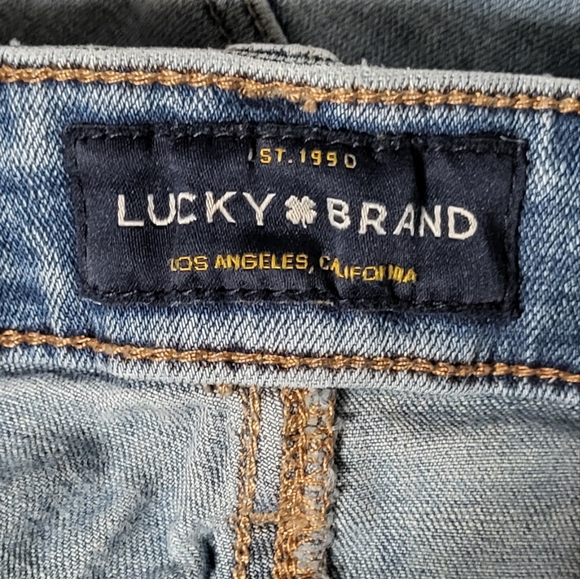 EST.1990
LUCKY BRAND
LOS ANGELES, CALIFORNIA